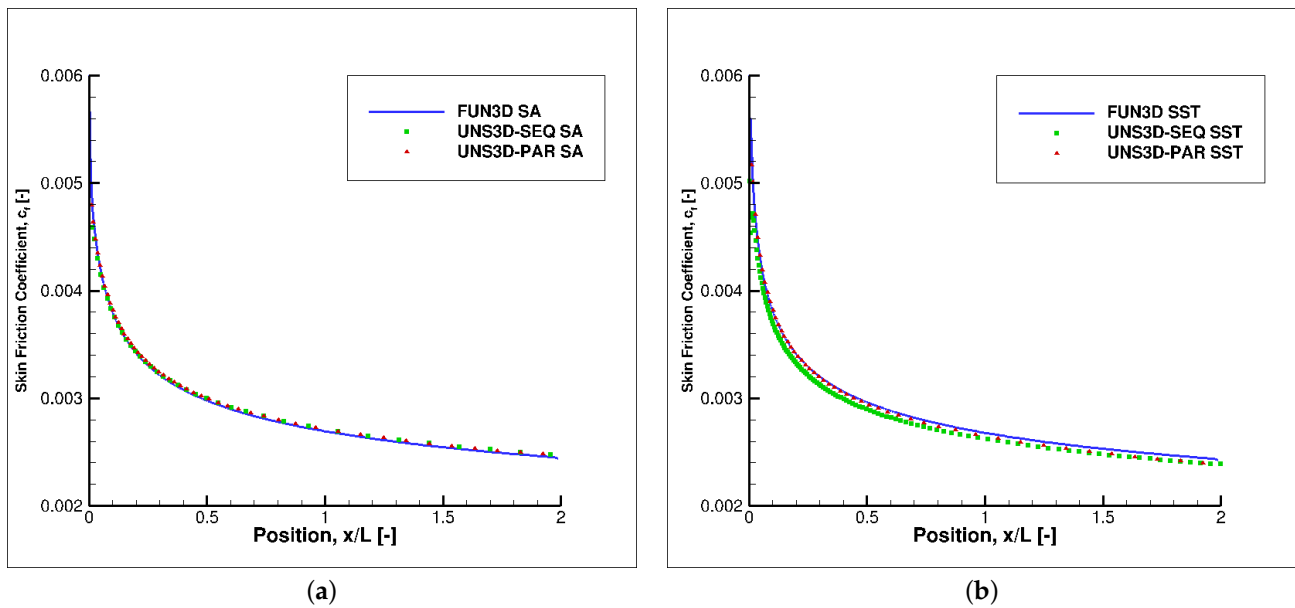 0.006
0.005
0.004
0.003
0.002
Skin Friction Coefficient, cf [-]
FUN3D SA
UNS3D-SEQ SA
UNS3D-PAR SA
0 0.5 1 1.5 2
Position, x/L [-]
(a)
0.006
0.005
0.004
0.003
0.002
Skin Friction Coefficient, cf [-]
FUN3D SST
UNS3D-SEQ SST
UNS3D-PAR SST
0 0.5 1 1.5 2
Position, x/L [-]
(b)